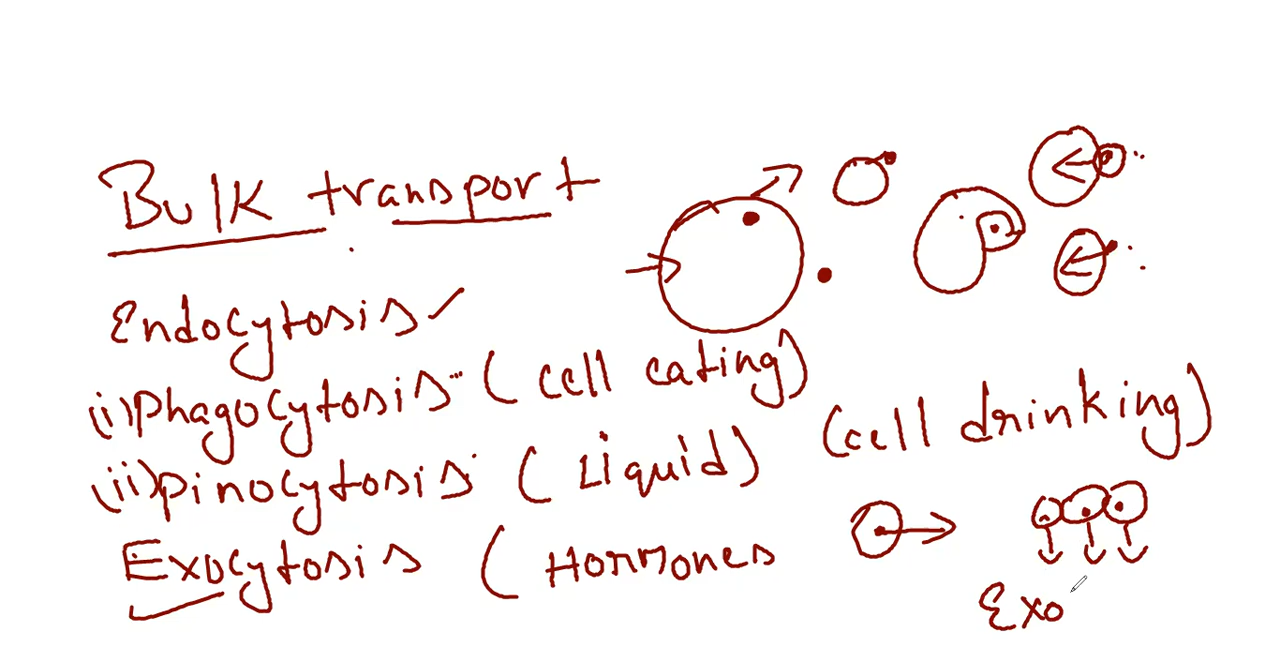 Bulk transport
Endocytosis
(i) Phagocytosis (cell eating)
(ii) pinocytosis (Liquid) (cell drinking)
Exocytosis (Hormones
Exo